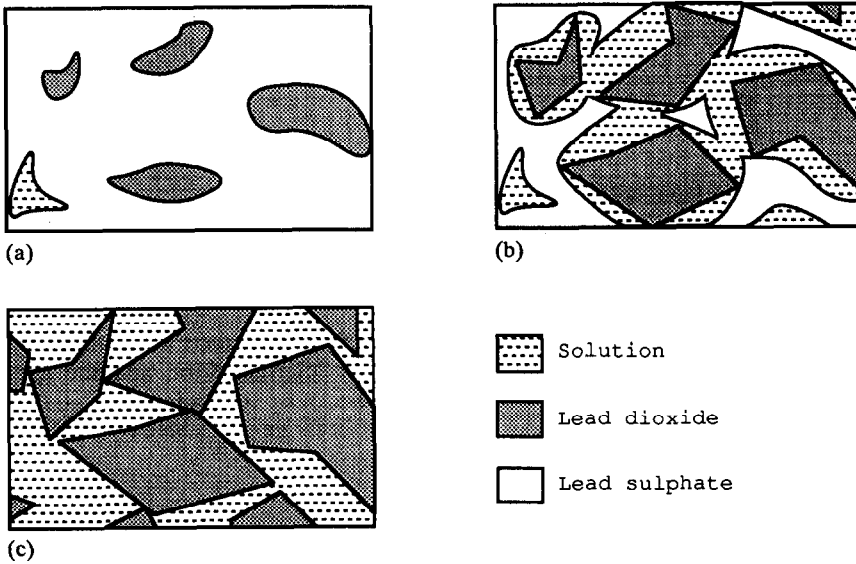 (a)
(b)
(c)
Solution
Lead dioxide
Lead sulphate